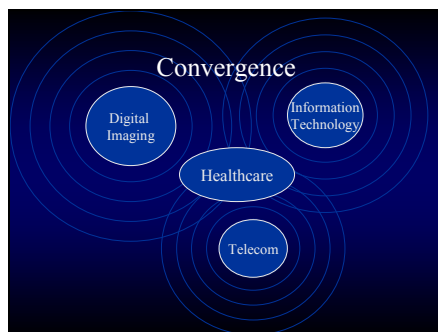 Convergence
Digital
Imaging
Information
Technology
Healthcare
Telecom